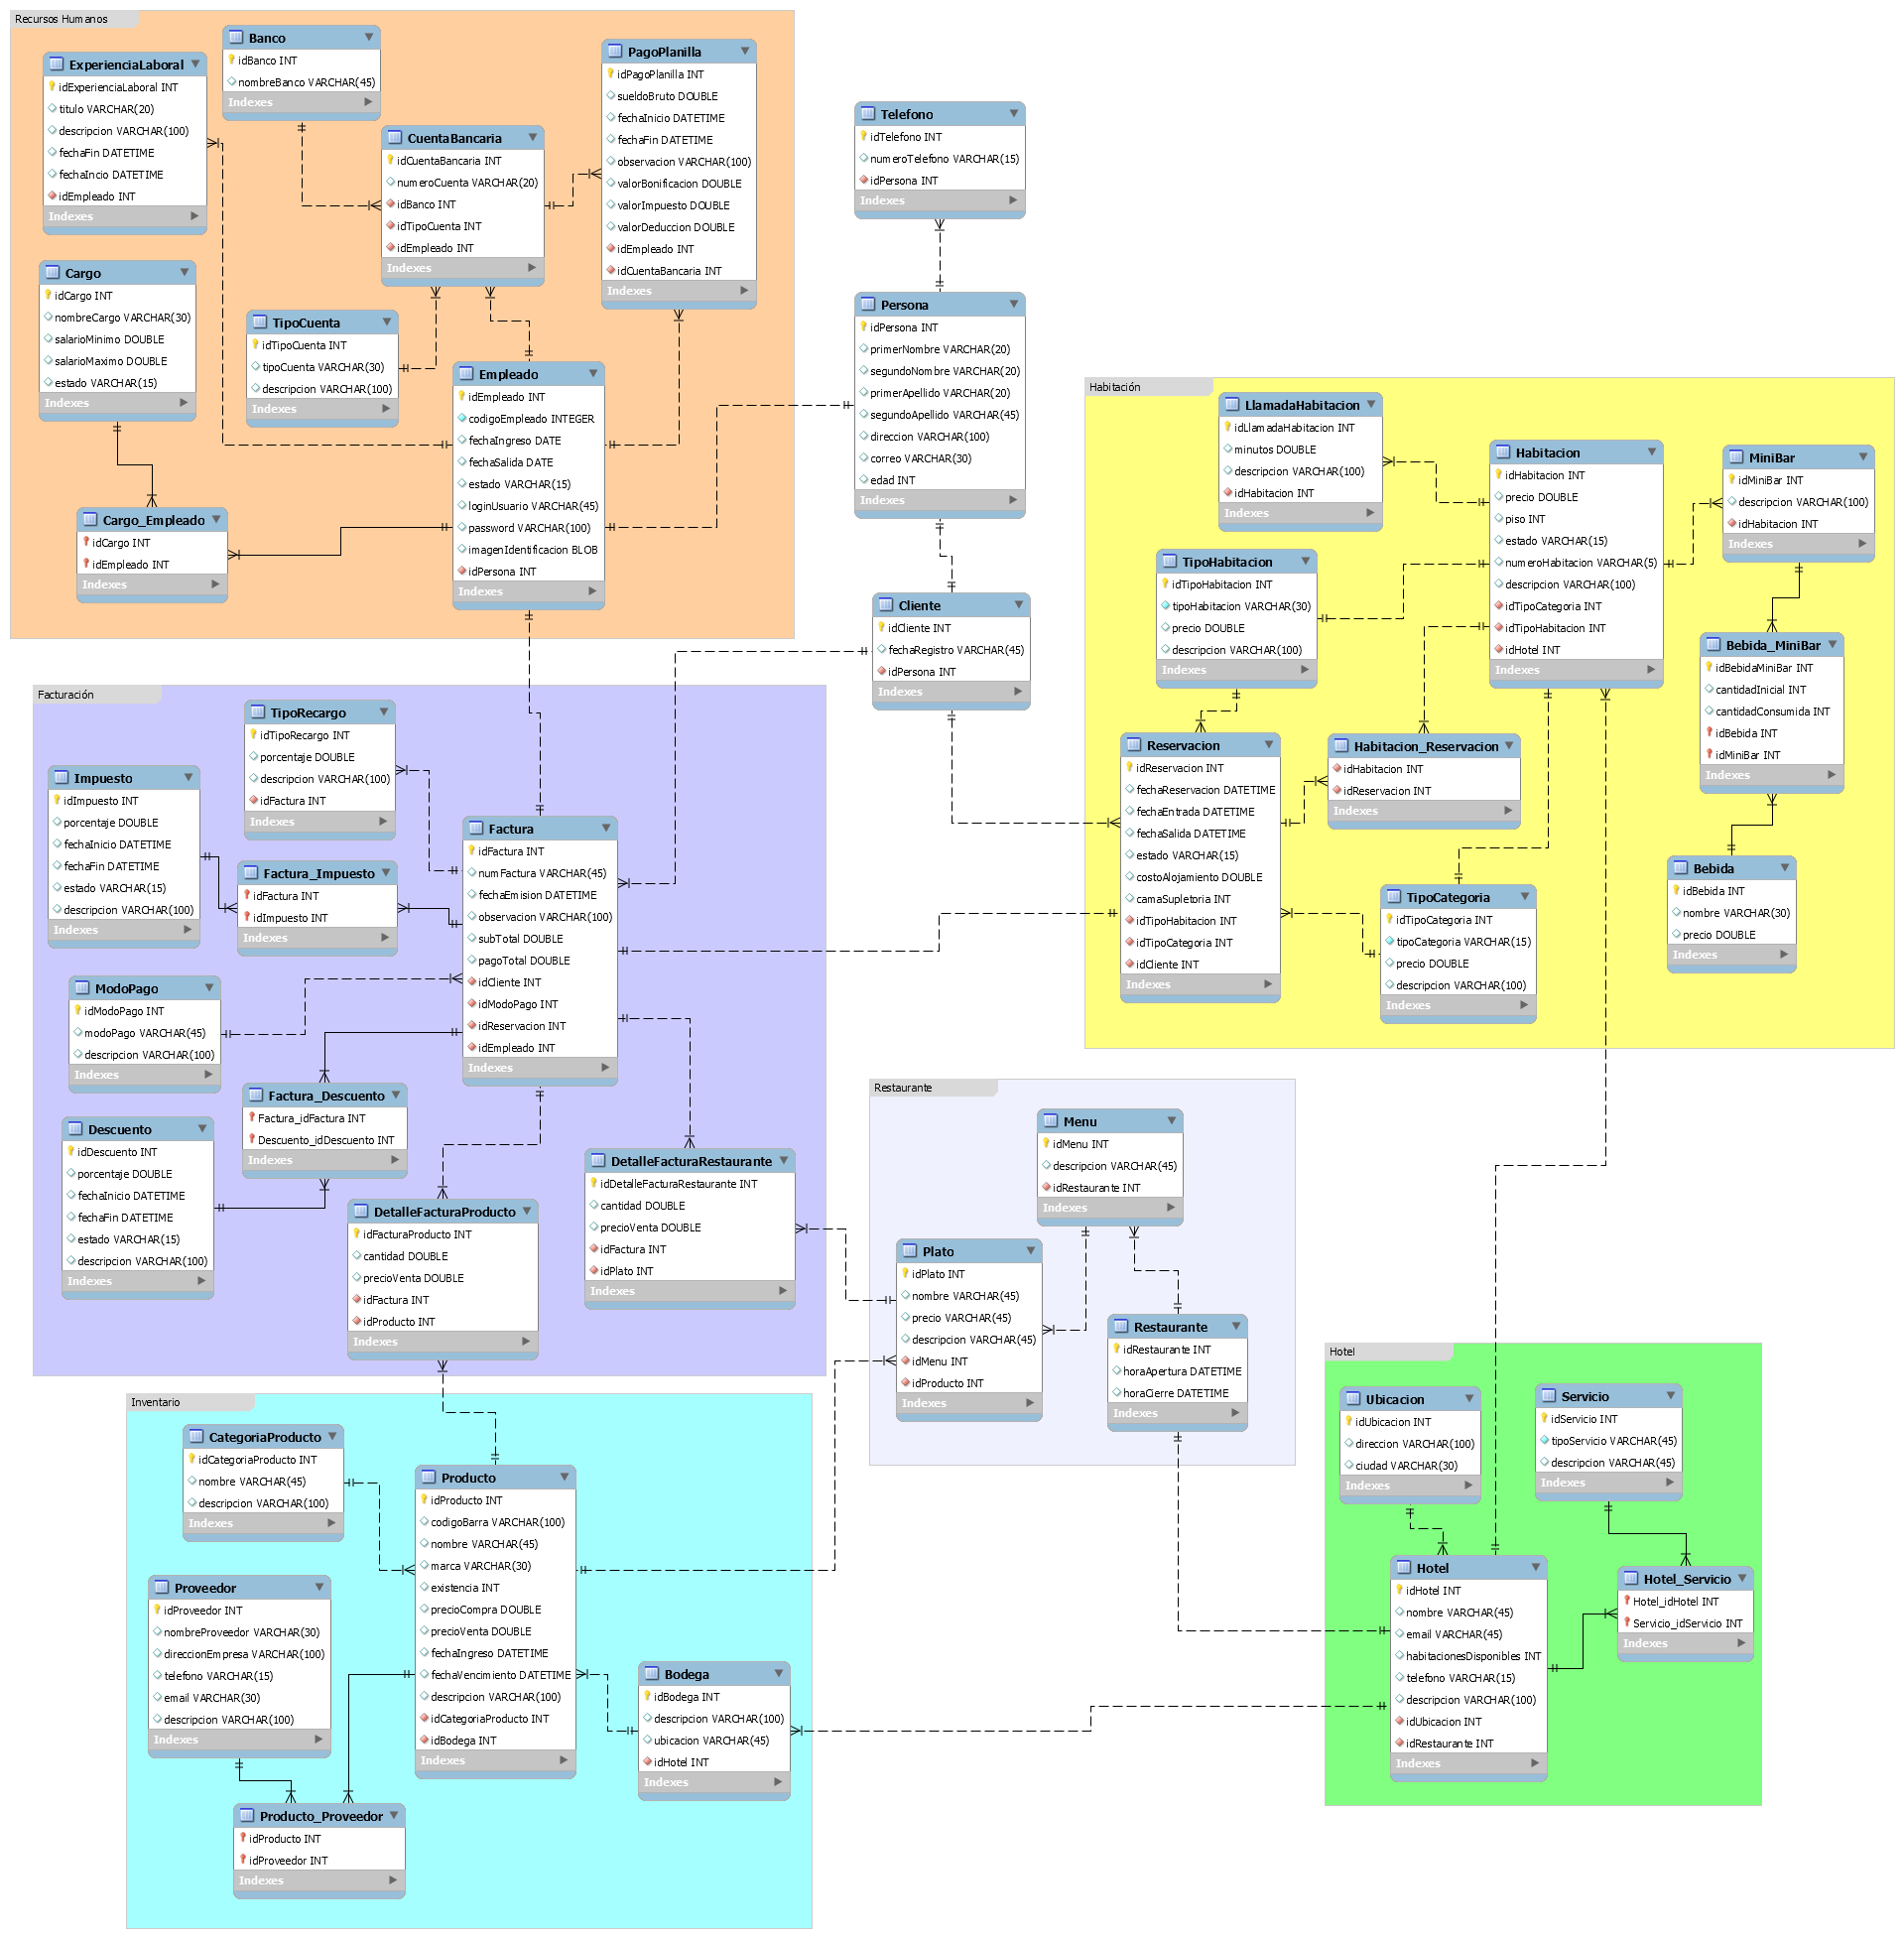 Recursos Humanos
ExperienciaLaboral
idExperienciaLaboral INT
titulo VARCHAR(20)
descripcion VARCHAR(100)
fechaFin DATETIME
fechaIncio DATETIME
idEmpleado INT
Indexes
Banco
idBanco INT
nombreBanco VARCHAR(45)
Indexes
CuentaBancaria
idCuentaBancaria INT
numeroCuenta VARCHAR(20)
idBanco INT
idTipoCuenta INT
idEmpleado INT
Indexes
PagoPlanilla
idPagoPlanilla INT
sueldoBruto DOUBLE
fechaInicio DATETIME
fechaFin DATETIME
observacion VARCHAR(100)
valorBonificacion DOUBLE
valorImpuesto DOUBLE
valorDeduccion DOUBLE
idEmpleado INT
idCuentaBancaria INT
Indexes
Cargo
idCargo INT
nombreCargo VARCHAR(30)
salarioMinimo DOUBLE
salarioMaximo DOUBLE
estado VARCHAR(15)
Indexes
TipoCuenta
idTipoCuenta INT
tipoCuenta VARCHAR(30)
descripcion VARCHAR(100)
Indexes
Empleado
idEmpleado INT
codigoEmpleado INTEGER
fechaIngreso DATE
fechaSalida DATE
estado VARCHAR(15)
loginUsuario VARCHAR(45)
password VARCHAR(100)
imagenIdentificacion BLOB
idPersona INT
Indexes
Cargo_Empleado
idCargo INT
idEmpleado INT
Indexes
Telefono
idTelefono INT
numeroTelefono VARCHAR(15)
idPersona INT
Indexes
Persona
idPersona INT
primerNombre VARCHAR(20)
segundoNombre VARCHAR(20)
primerApellido VARCHAR(20)
segundoApellido VARCHAR(45)
direccion VARCHAR(100)
correo VARCHAR(30)
edad INT
Indexes
Cliente
idCliente INT
fechaRegistro VARCHAR(45)
idPersona INT
Indexes
Habitación
LlamadaHabitacion
idLlamadaHabitacion INT
minutos DOUBLE
descripcion VARCHAR(100)
idHabitacion INT
Indexes
Habitacion
idHabitacion INT
precio DOUBLE
piso INT
estado VARCHAR(15)
numeroHabitacion VARCHAR(5)
descripcion VARCHAR(100)
idTipoCategoria INT
idTipoHabitacion INT
idHotel INT
Indexes
MiniBar
idMiniBar INT
descripcion VARCHAR(100)
idHabitacion INT
Indexes
TipoHabitacion
idTipoHabitacion INT
tipoHabitacion VARCHAR(30)
precio DOUBLE
descripcion VARCHAR(100)
Indexes
Bebida_MiniBar
idBebidaMiniBar INT
cantidadInicial INT
cantidadConsumida INT
idBebida INT
idMiniBar INT
Indexes
Reservacion
idReservacion INT
fechaReservacion DATETIME
fechaEntrada DATETIME
fechaSalida DATETIME
estado VARCHAR(15)
costoAlojamiento DOUBLE
camaSupletoria INT
idTipoHabitacion INT
idTipoCategoria INT
idCliente INT
Indexes
Habitacion_Reservacion
idHabitacion INT
idReservacion INT
Indexes
Bebida
idBebida INT
nombre VARCHAR(30)
precio DOUBLE
Indexes
TipoCategoria
idTipoCategoria INT
tipoCategoria VARCHAR(15)
precio DOUBLE
descripcion VARCHAR(100)
Indexes
Facturación
TipoRecargo
idTipoRecargo INT
porcentaje DOUBLE
descripcion VARCHAR(100)
idFactura INT
Indexes
Impuesto
idImpuesto INT
porcentaje DOUBLE
fechaInicio DATETIME
fechaFin DATETIME
estado VARCHAR(15)
descripcion VARCHAR(100)
Indexes
Factura_Impuesto
idFactura INT
idImpuesto INT
Indexes
Factura
idFactura INT
numFactura VARCHAR(45)
fechaEmision DATETIME
observacion VARCHAR(100)
subTotal DOUBLE
pagoTotal DOUBLE
idCliente INT
idModoPago INT
idReservacion INT
idEmpleado INT
Indexes
ModoPago
idModoPago INT
modoPago VARCHAR(45)
descripcion VARCHAR(100)
Indexes
Factura_Descuento
Factura_idFactura INT
Descuento_idDescuento INT
Indexes
Descuento
idDescuento INT
porcentaje DOUBLE
fechaInicio DATETIME
fechaFin DATETIME
estado VARCHAR(15)
descripcion VARCHAR(100)
Indexes
DetalleFacturaProducto
idFacturaProducto INT
cantidad DOUBLE
precioVenta DOUBLE
idFactura INT
idProducto INT
Indexes
DetalleFacturaRestaurante
idDetalleFacturaRestaurante INT
cantidad DOUBLE
precioVenta DOUBLE
idFactura INT
idPlato INT
Indexes
Restaurante
Menu
idMenu INT
descripcion VARCHAR(45)
idRestaurante INT
Indexes
Plato
idPlato INT
nombre VARCHAR(45)
precio VARCHAR(45)
descripcion VARCHAR(45)
idMenu INT
idProducto INT
Indexes
Restaurante
idRestaurante INT
horaApertura DATETIME
horaCierre DATETIME
Indexes
Inventario
CategoriaProducto
idCategoriaProducto INT
nombre VARCHAR(45)
descripcion VARCHAR(100)
Indexes
Producto
idProducto INT
codigoBarra VARCHAR(100)
nombre VARCHAR(45)
marca VARCHAR(30)
existencia INT
precioCompra DOUBLE
precioVenta DOUBLE
fechaIngreso DATETIME
fechaVencimiento DATETIME
descripcion VARCHAR(100)
idCategoriaProducto INT
idBodega INT
Indexes
Proveedor
idProveedor INT
nombreProveedor VARCHAR(30)
direccionEmpresa VARCHAR(100)
telefono VARCHAR(15)
email VARCHAR(30)
descripcion VARCHAR(100)
Indexes
Bodega
idBodega INT
descripcion VARCHAR(100)
ubicacion VARCHAR(45)
idHotel INT
Indexes
Producto_Proveedor
idProducto INT
idProveedor INT
Indexes
Hotel
Ubicacion
idUbicacion INT
direccion VARCHAR(100)
ciudad VARCHAR(30)
Indexes
Servicio
idServicio INT
tipoServicio VARCHAR(45)
descripcion VARCHAR(45)
Indexes
Hotel
idHotel INT
nombre VARCHAR(45)
email VARCHAR(45)
habitacionesDisponibles INT
telefono VARCHAR(15)
descripcion VARCHAR(100)
idUbicacion INT
idRestaurante INT
Indexes
Hotel_Servicio
Hotel_idHotel INT
Servicio_idServicio INT
Indexes